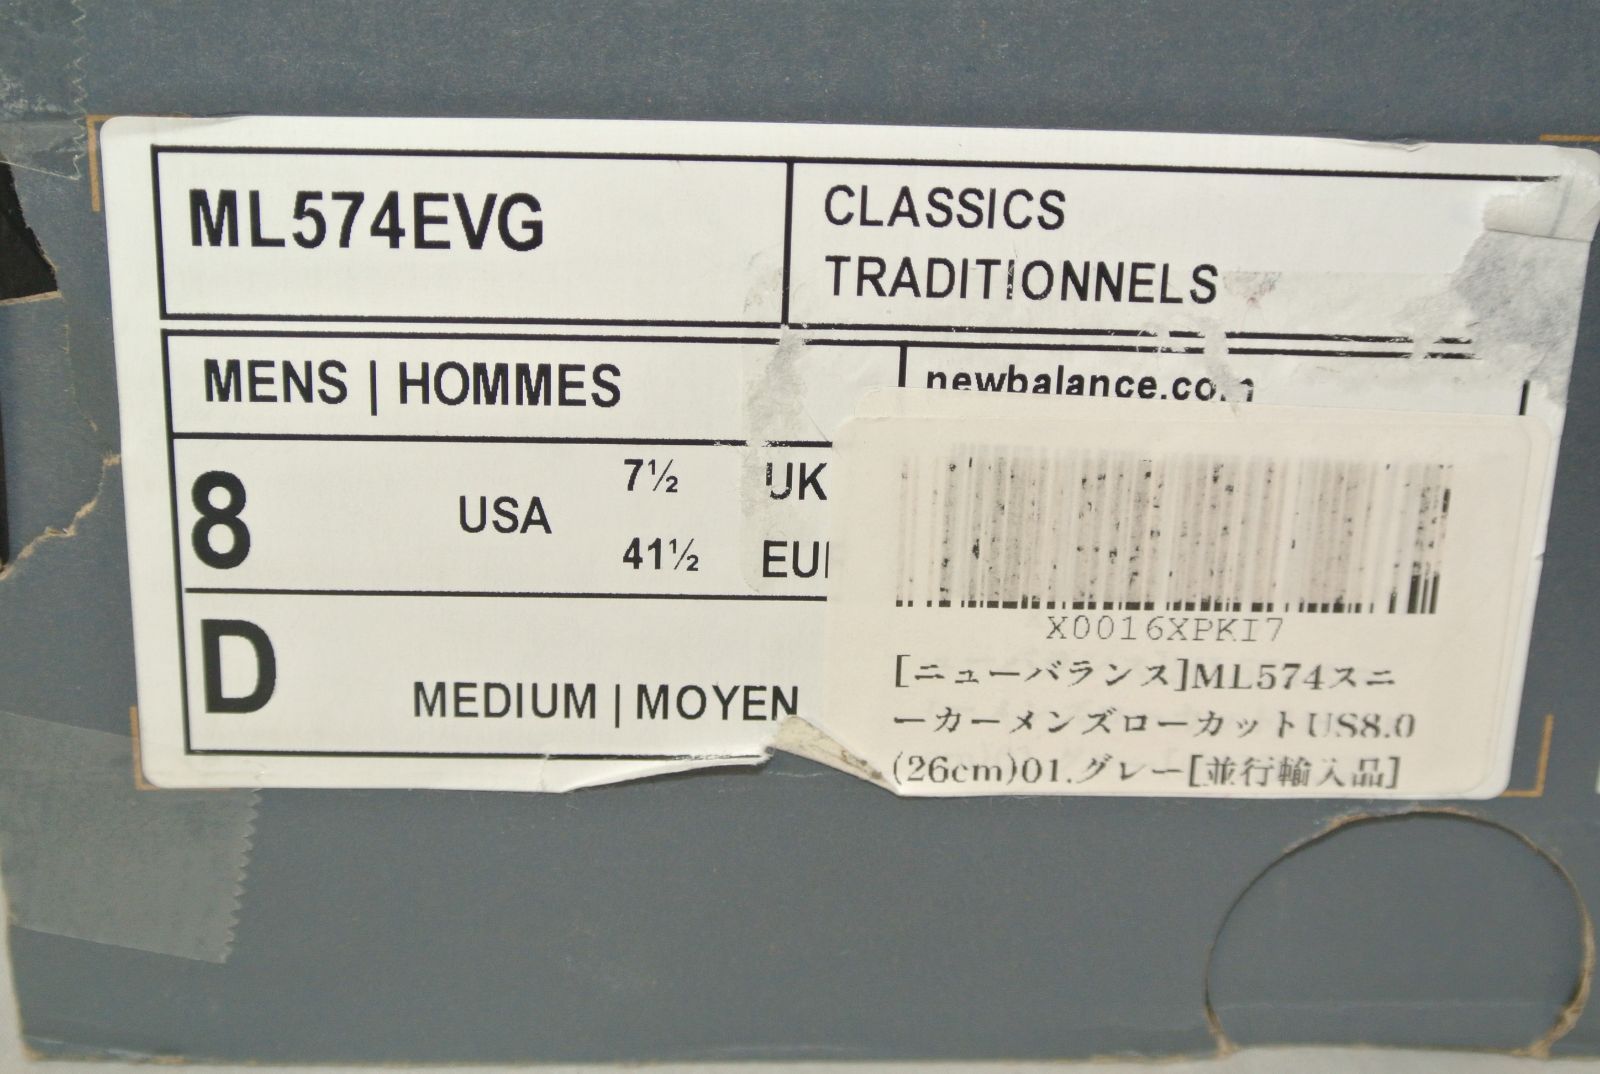 ML574EVG
CLASSICS
TRADITIONNELS
MENS | HOMMES
newbalance.com
8
USA
7½
UK
41½
D
MEDIUM | MOYEN
X0016XPKI7
[ニューバランス]ML574スニ
ーカーメンズローカットUS8.0
(26cm)01.グレー[並行輸入品]